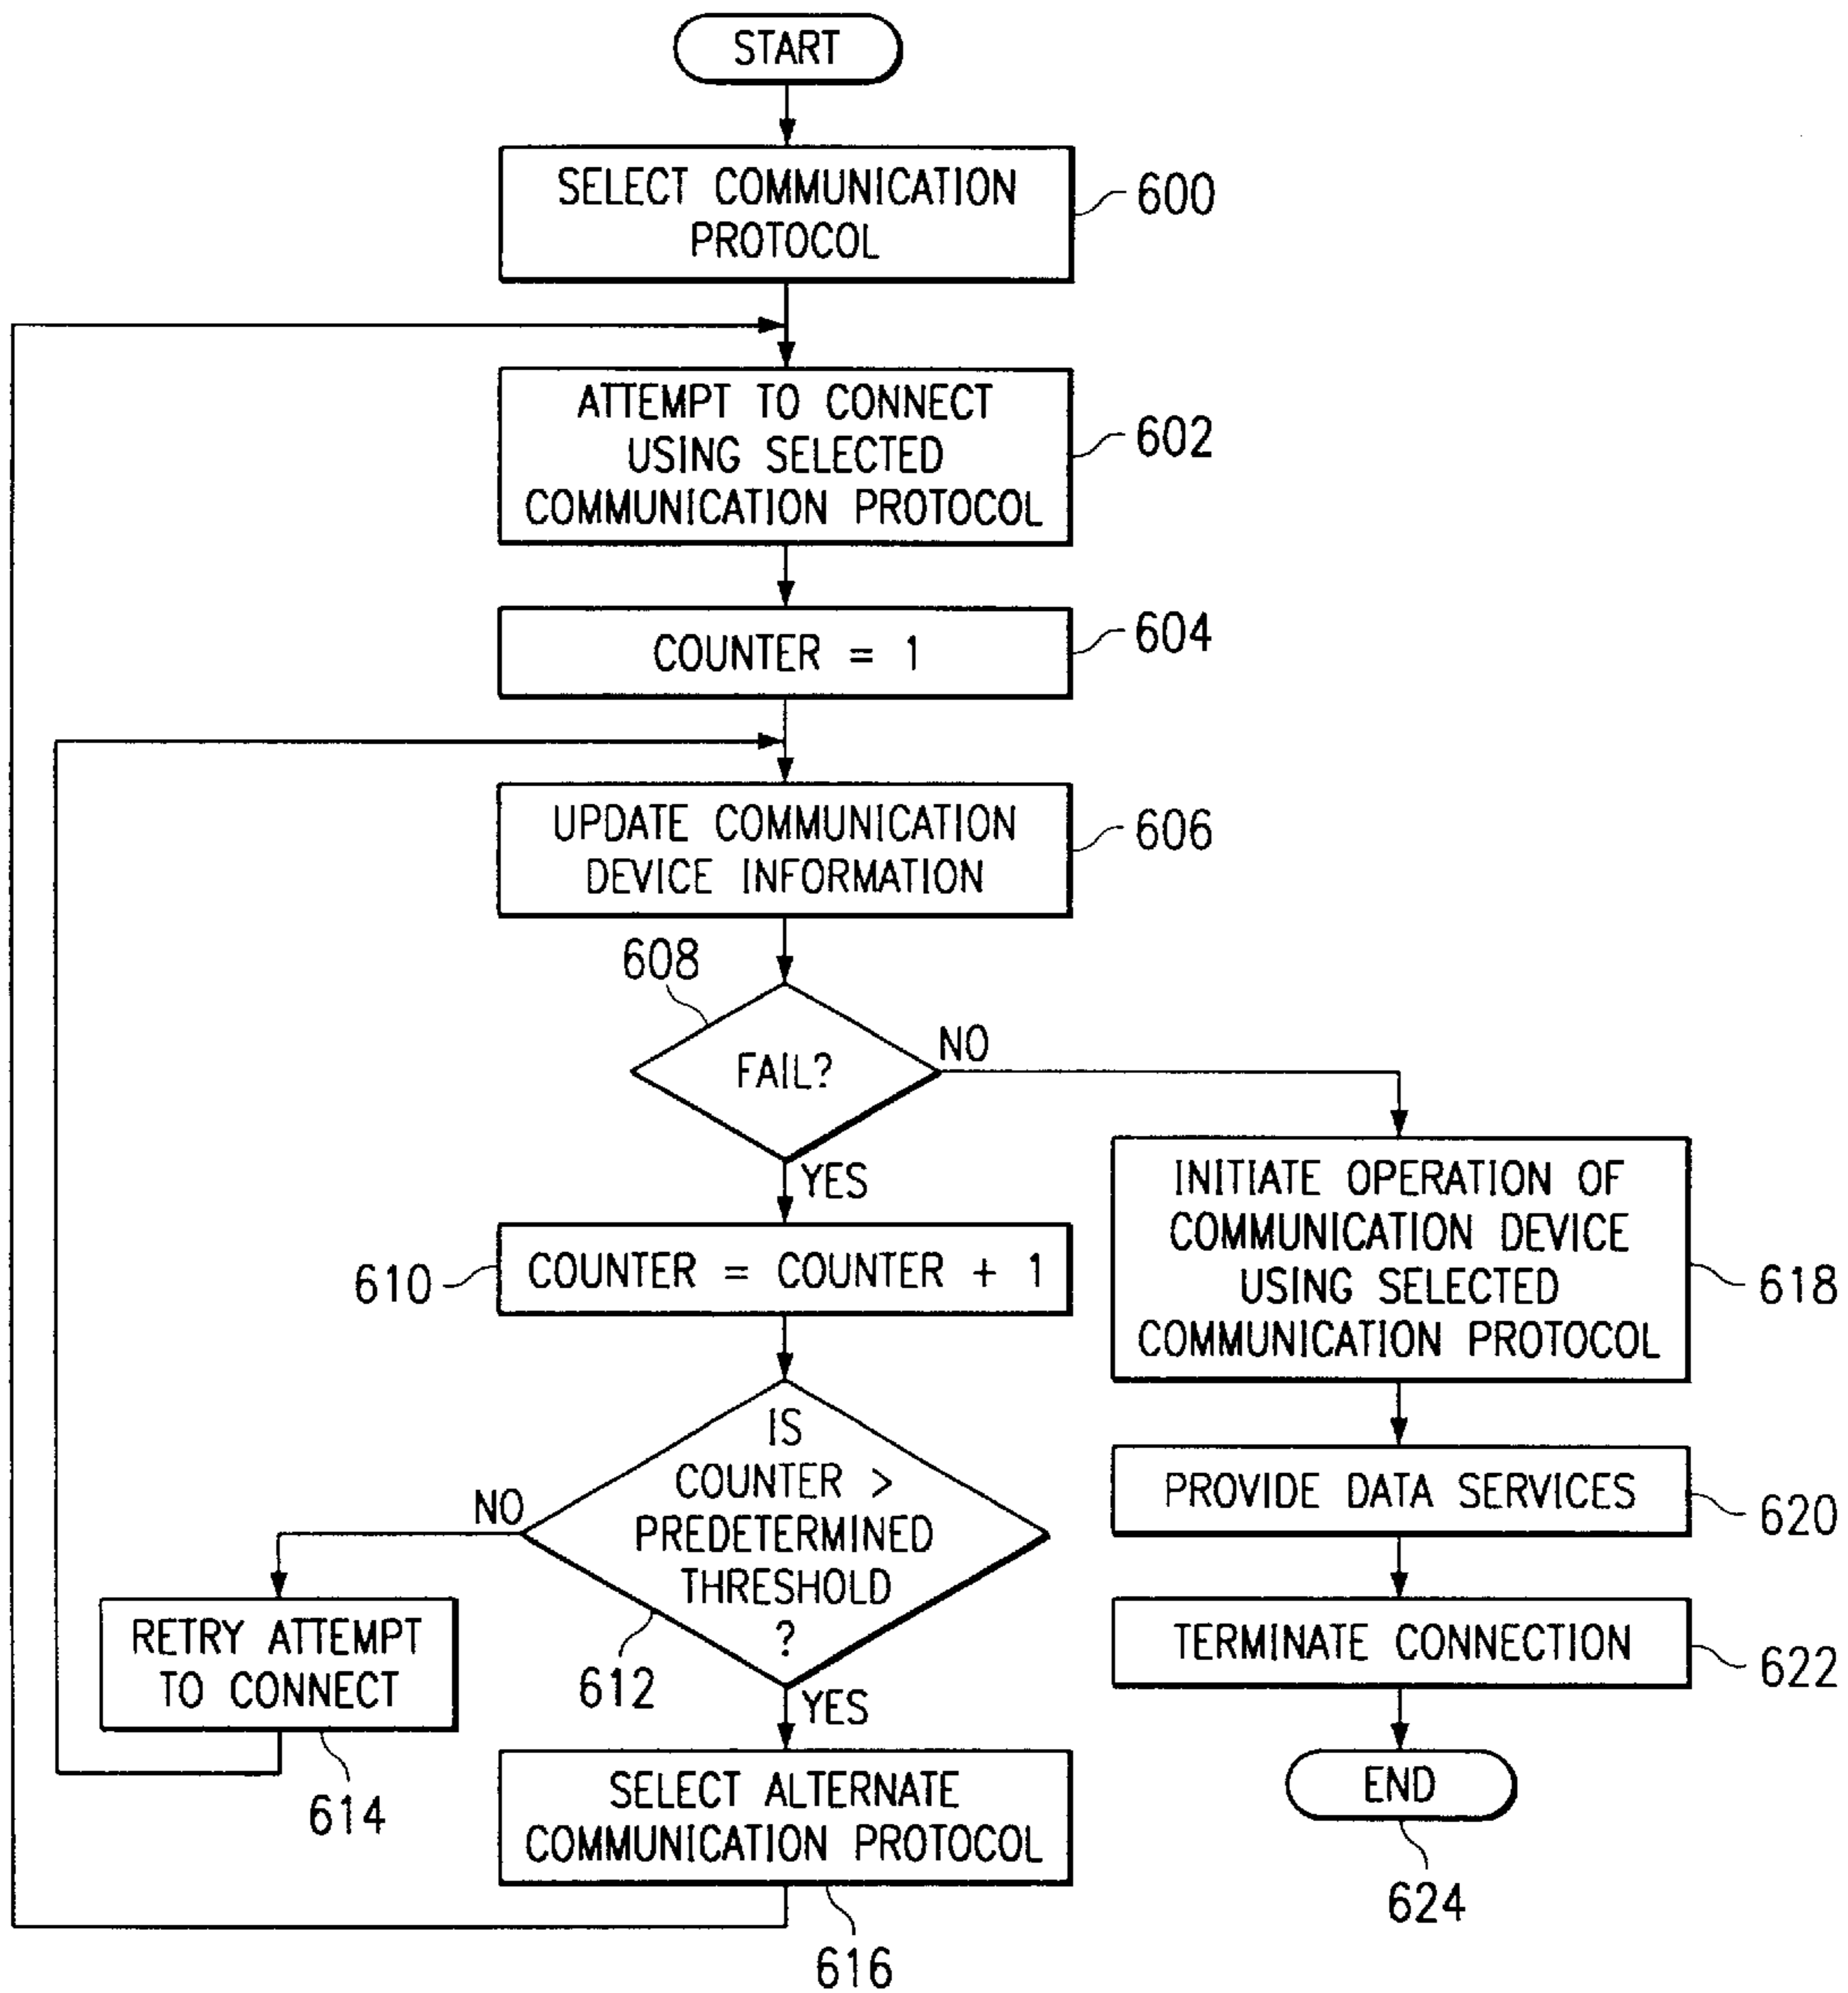 START
SELECT COMMUNICATION
PROTOCOL
600
ATTEMPT TO CONNECT
USING SELECTED
COMMUNICATION PROTOCOL
602
COUNTER = 1
604
UPDATE COMMUNICATION
DEVICE INFORMATION
606
608
FAIL?
NO
YES
COUNTER = COUNTER + 1
610
IS
COUNTER >
PREDETERMINED
THRESHOLD
?
612
NO
YES
RETRY ATTEMPT
TO CONNECT
614
SELECT ALTERNATE
COMMUNICATION PROTOCOL
616
INITIATE OPERATION OF
COMMUNICATION DEVICE
USING SELECTED
COMMUNICATION PROTOCOL
618
PROVIDE DATA SERVICES
620
TERMINATE CONNECTION
622
END
624